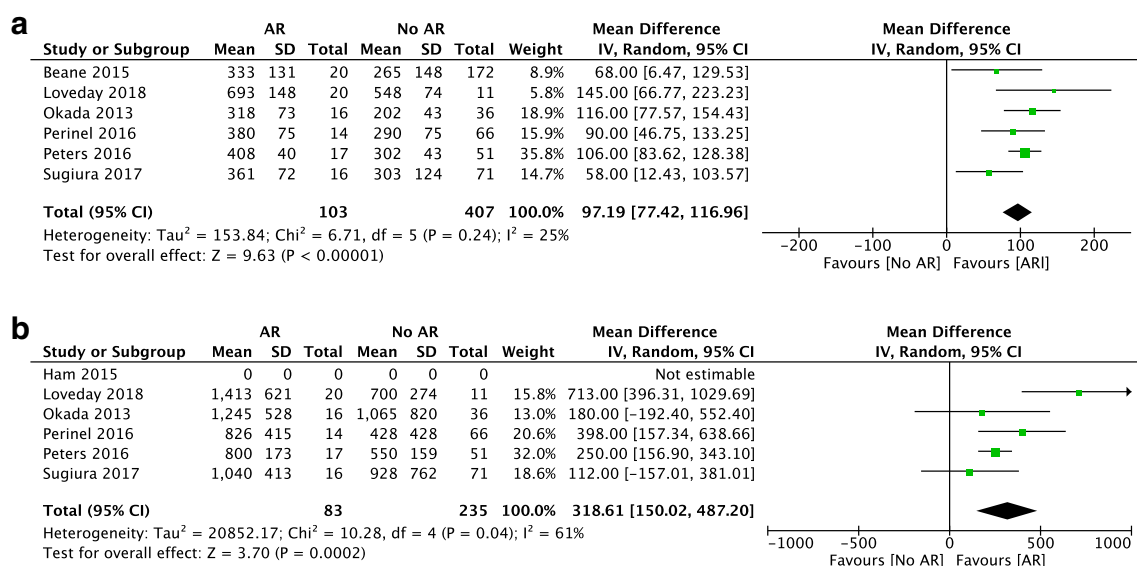 a
AR No AR Mean Difference Mean Difference
Study or Subgroup Mean SD Total Mean SD Total Weight IV, Random, 95% CI IV, Random, 95% CI
Beane 2015 333 131 20 265 148 172 8.9% 68.00 [6.47, 129.53]
Loveday 2018 693 148 20 548 74 11 5.8% 145.00 [66.77, 223.23]
Okada 2013 318 73 16 202 43 36 18.9% 116.00 [77.57, 154.43]
Perinel 2016 380 75 14 290 75 66 15.9% 90.00 [46.75, 133.25]
Peters 2016 408 40 17 302 43 51 35.8% 106.00 [83.62, 128.38]
Sugiura 2017 361 72 16 303 124 71 14.7% 58.00 [12.43, 103.57]
Total (95% CI) 103 407 100.0% 97.19 [77.42, 116.96]
Heterogeneity: Tau² = 153.84; Chi² = 6.71, df = 5 (P = 0.24); I² = 25%
Test for overall effect: Z = 9.63 (P < 0.00001)
-200 -100 0 100 200
Favours [No AR] Favours [ARI]
b
AR No AR Mean Difference Mean Difference
Study or Subgroup Mean SD Total Mean SD Total Weight IV, Random, 95% CI IV, Random, 95% CI
Ham 2015 0 0 0 0 0 0 Not estimable
Loveday 2018 1,413 621 20 700 274 11 15.8% 713.00 [396.31, 1029.69]
Okada 2013 1,245 528 16 1,065 820 36 13.0% 180.00 [-192.40, 552.40]
Perinel 2016 826 415 14 428 428 66 20.6% 398.00 [157.34, 638.66]
Peters 2016 800 173 17 550 159 51 32.0% 250.00 [156.90, 343.10]
Sugiura 2017 1,040 413 16 928 762 71 18.6% 112.00 [-157.01, 381.01]
Total (95% CI) 83 235 100.0% 318.61 [150.02, 487.20]
Heterogeneity: Tau² = 20852.17; Chi² = 10.28, df = 4 (P = 0.04); I² = 61%
Test for overall effect: Z = 3.70 (P = 0.0002)
-1000 -500 0 500 1000
Favours [No AR] Favours [AR]